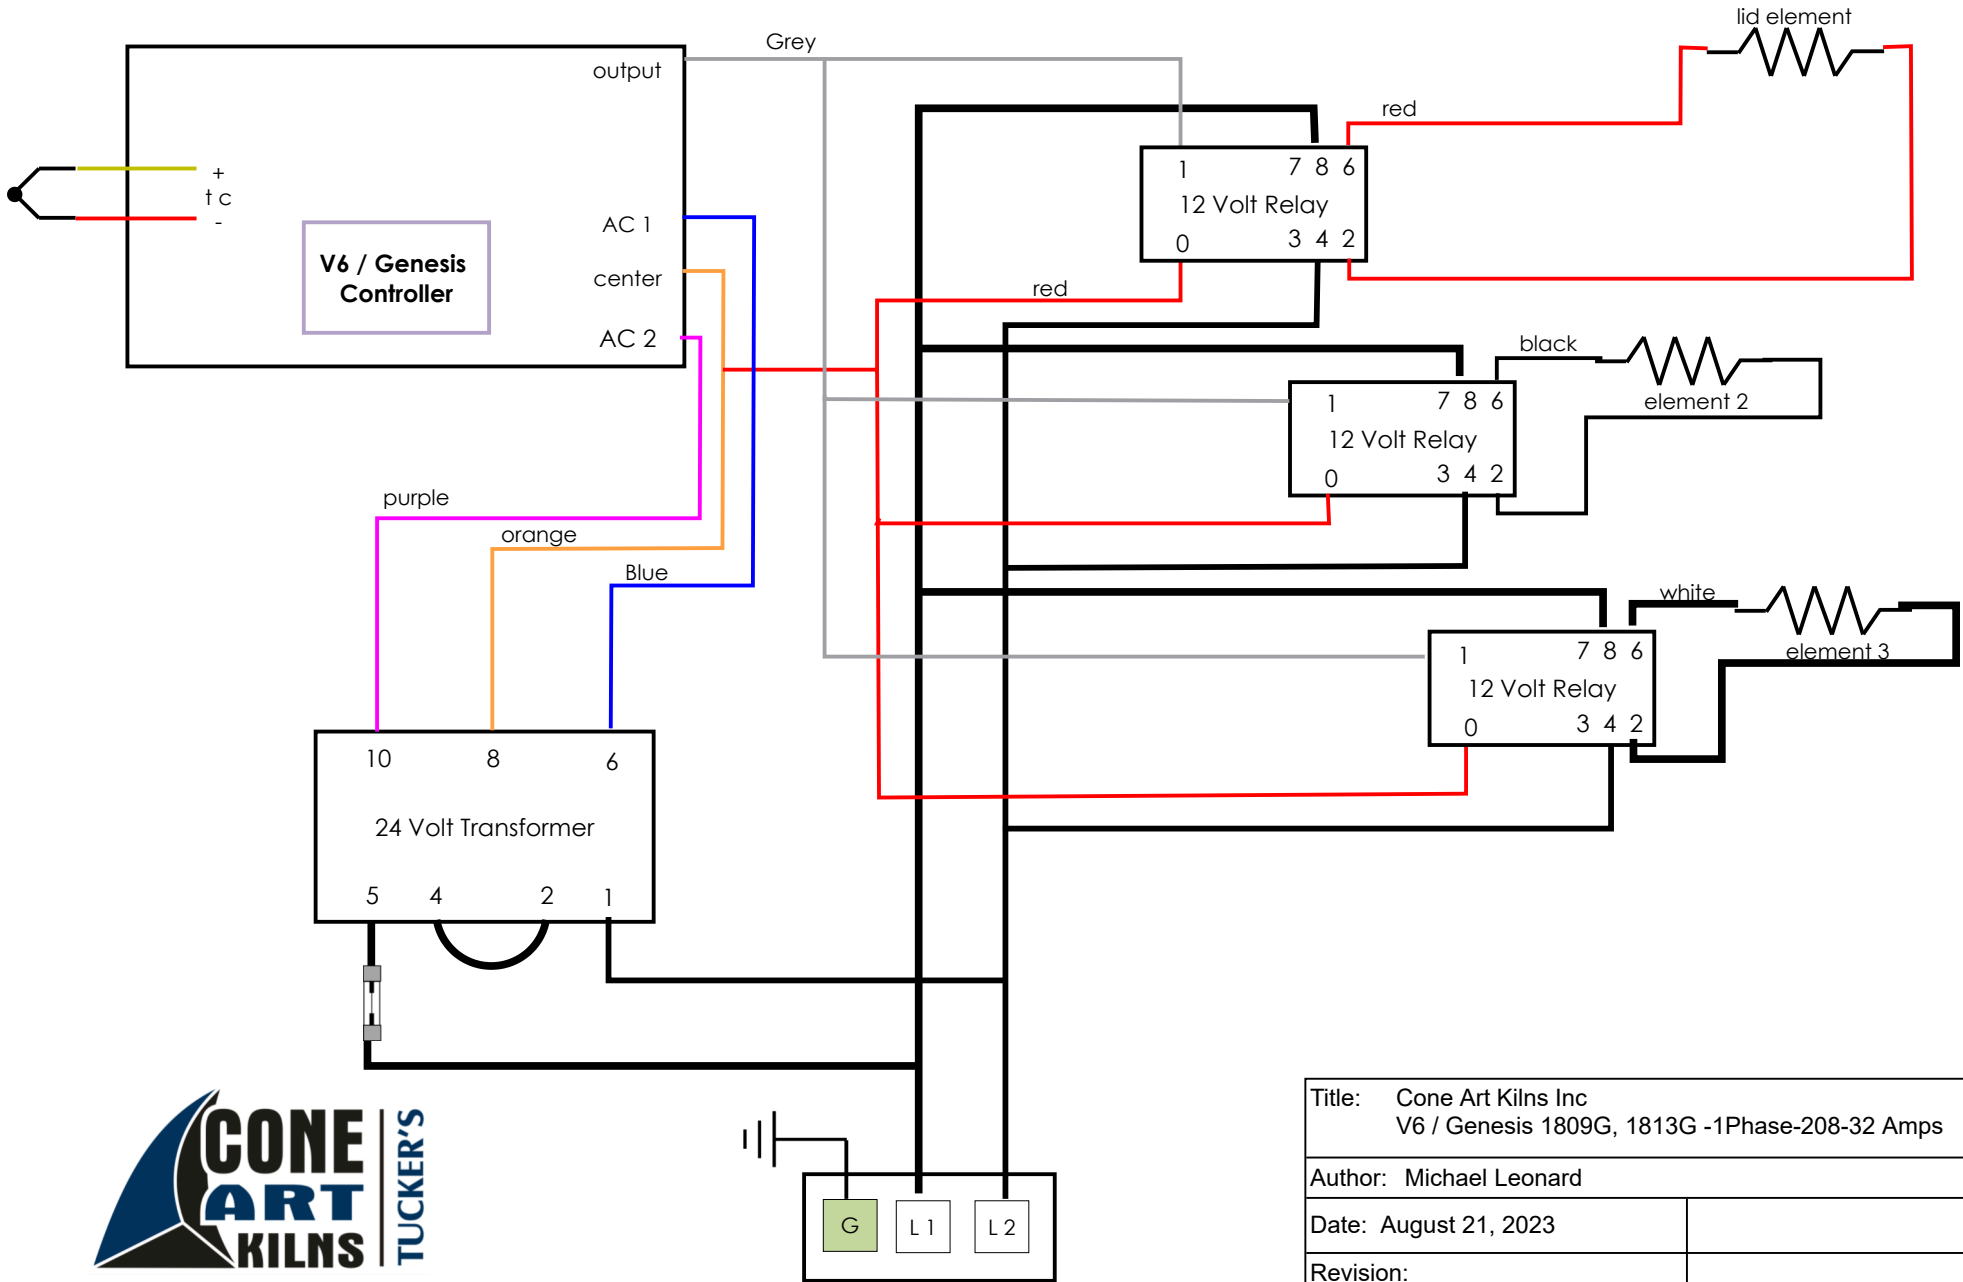 lid element
Grey
output
red
+
t c
-
1 7 8 6
12 Volt Relay
0 3 4 2
AC 1
V6 / Genesis
Controller
center
AC 2
red
black
element 2
1 7 8 6
12 Volt Relay
0 3 4 2
purple
orange
Blue
white
element 3
1 7 8 6
12 Volt Relay
0 3 4 2
10 8 6
24 Volt Transformer
5 4 2 1
CONE
ART
KILNS
TUCKER'S
G L 1 L 2
Title: Cone Art Kilns Inc
V6 / Genesis 1809G, 1813G -1Phase-208-32 Amps
Author: Michael Leonard
Date: August 21, 2023
Revision: